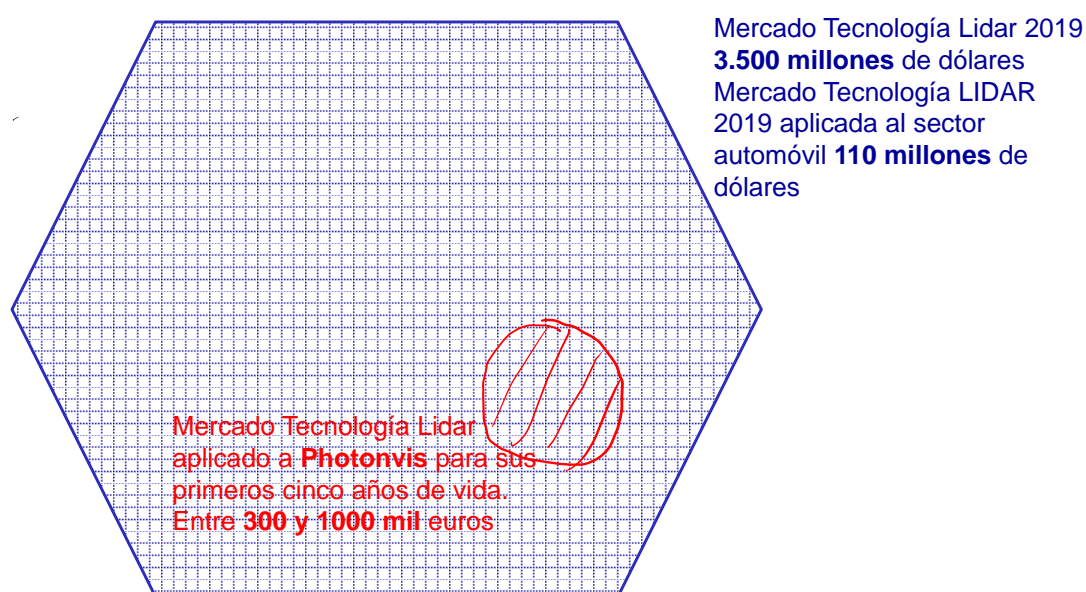 Mercado Tecnología Lidar 2019
3.500 millones de dólares
Mercado Tecnología LIDAR
2019 aplicada al sector
automóvil 110 millones de
dólares
Mercado Tecnología Lidar
aplicado a Photonvis para sus
primeros cinco años de vida.
Entre 300 y 1000 mil euros